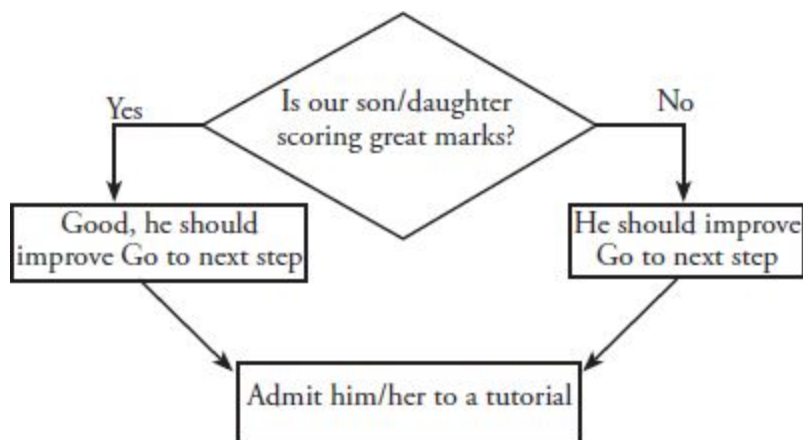 Is our son/daughter
scoring great marks?
Yes
No
Good, he should
improve Go to next step
He should improve
Go to next step
Admit him/her to a tutorial